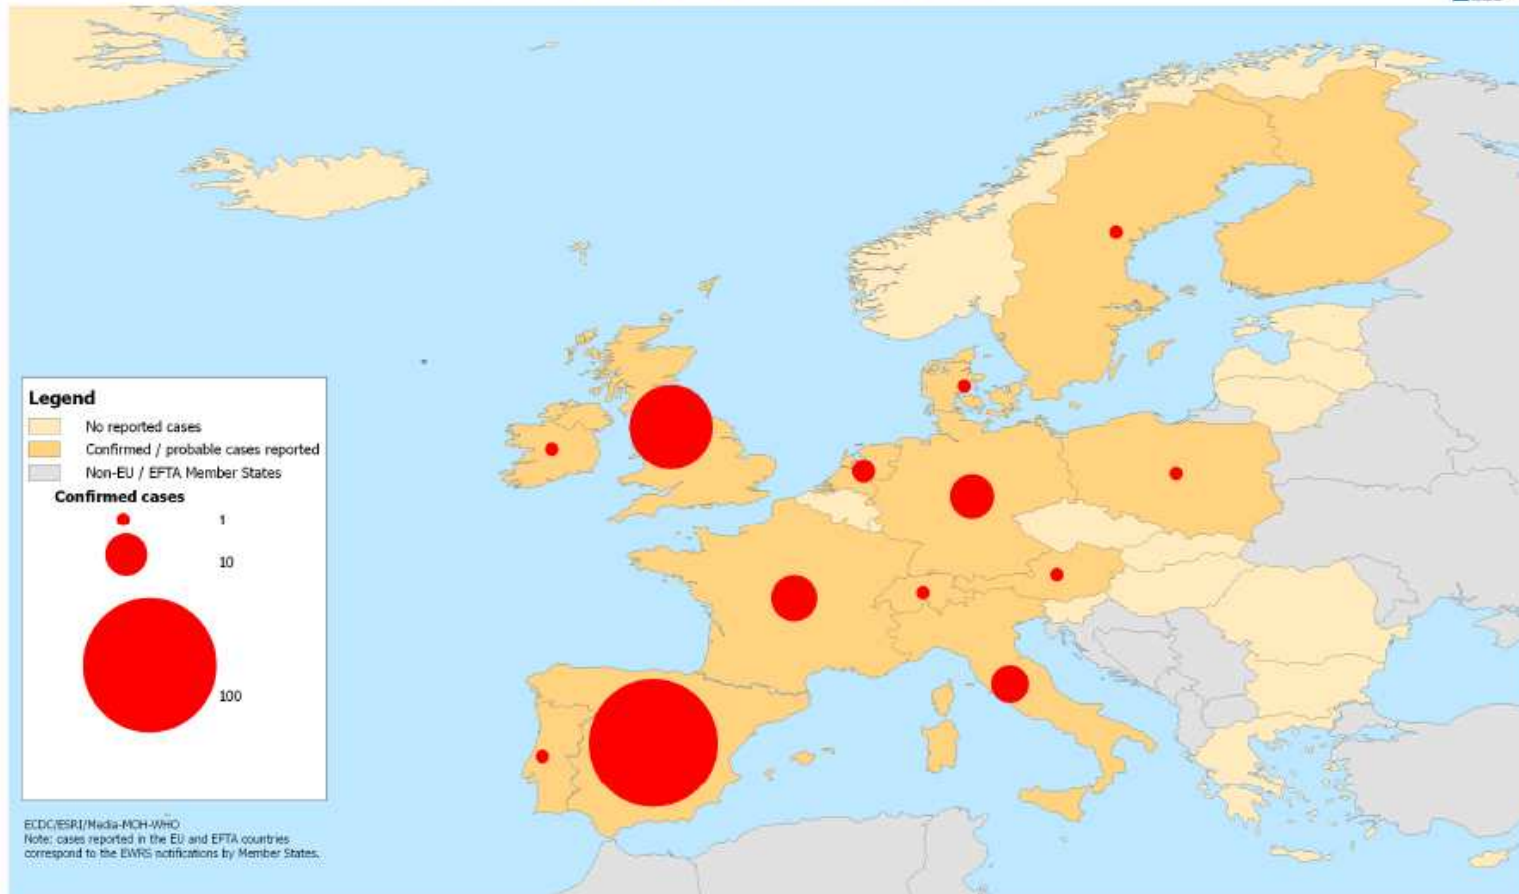 Legend
No reported cases
Confirmed / probable cases reported
Non-EU / EFTA Member States
Confirmed cases
1
10
100
ECDC/ESRI/Media-MOH-WHO
Note: cases reported in the EU and EFTA countries
correspond to the EWRS notifications by Member States.